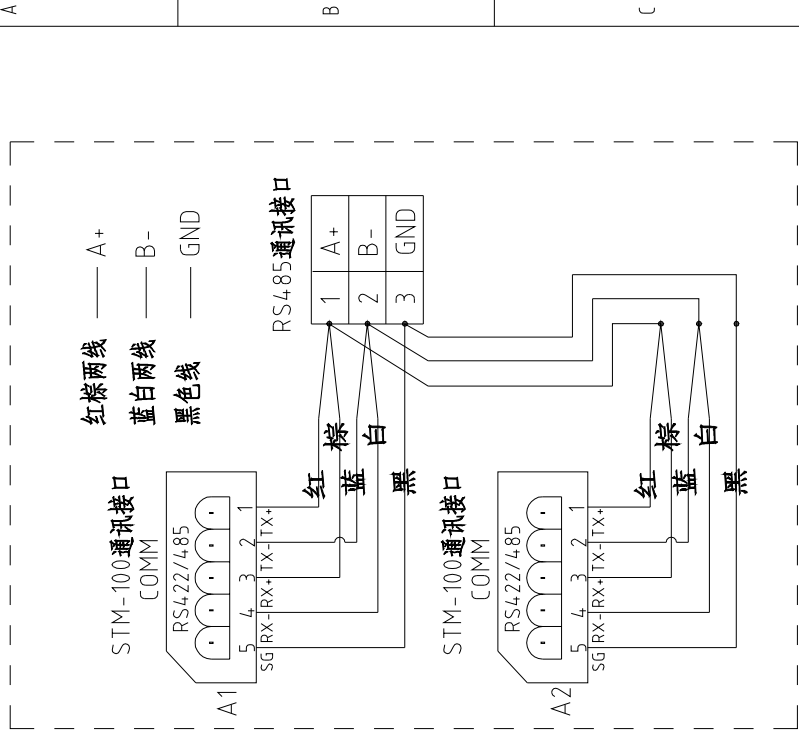 A
B
C
红棕两线 A+
蓝白两线 B-
黑色线 GND
RS485通讯接口
1 A+
2 B-
3 GND
STM-100通讯接口
COMM
RS422/485
5 4 3 2 1
SG RX- RX+ TX- TX+
A1
红
棕
蓝
白
黑
STM-100通讯接口
COMM
RS422/485
5 4 3 2 1
SG RX- RX+ TX- TX+
A2
红
棕
蓝
白
黑